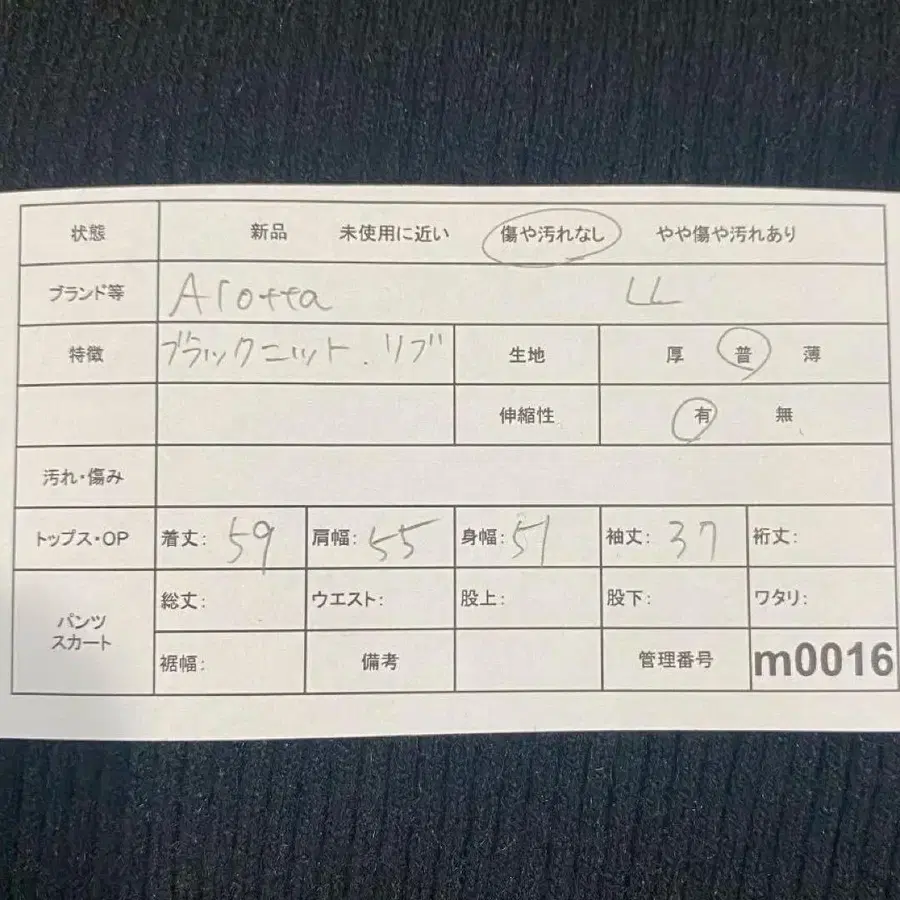 状態 新品 未使用に近い 傷や汚れなし やや傷や汚れあり
ブランド等 Arotta LL
特徴 ブラックニット.リブ 生地 厚 普 薄
伸縮性 有 無
汚れ・傷み
トップス・OP 着丈: 59 肩幅: 55 身幅: 51 袖丈: 37 裄丈:
パンツ スカート 総丈: ウエスト: 股上: 股下: ワタリ:
裾幅: 備考 管理番号 m0016